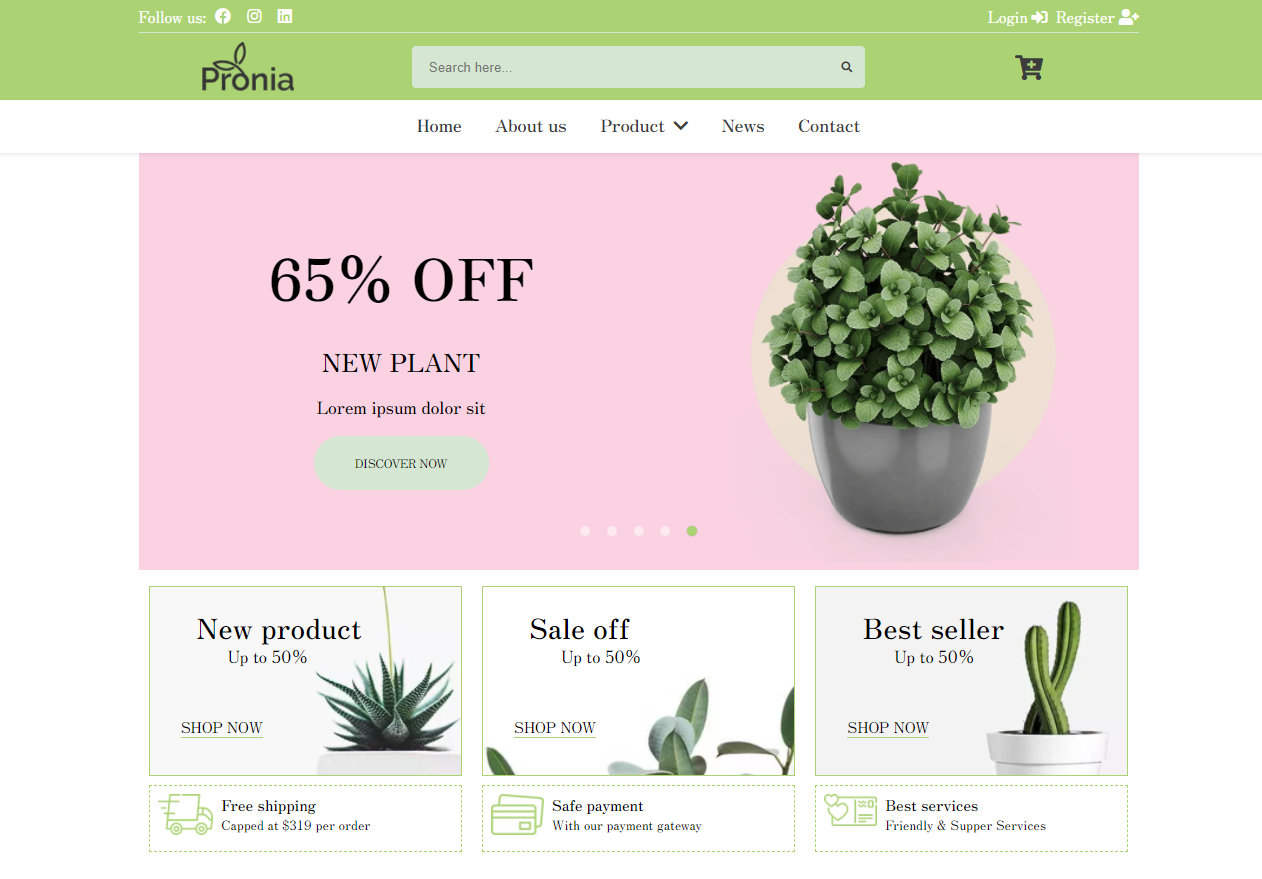 Follow us:
Login Register
Pronia
Search here...
Home About us Product News Contact
65% OFF
NEW PLANT
Lorem ipsum dolor sit
DISCOVER NOW
New product
Up to 50%
SHOP NOW
Sale off
Up to 50%
SHOP NOW
Best seller
Up to 50%
SHOP NOW
Free shipping
Capped at $319 per order
Safe payment
With our payment gateway
Best services
Friendly & Supper Services